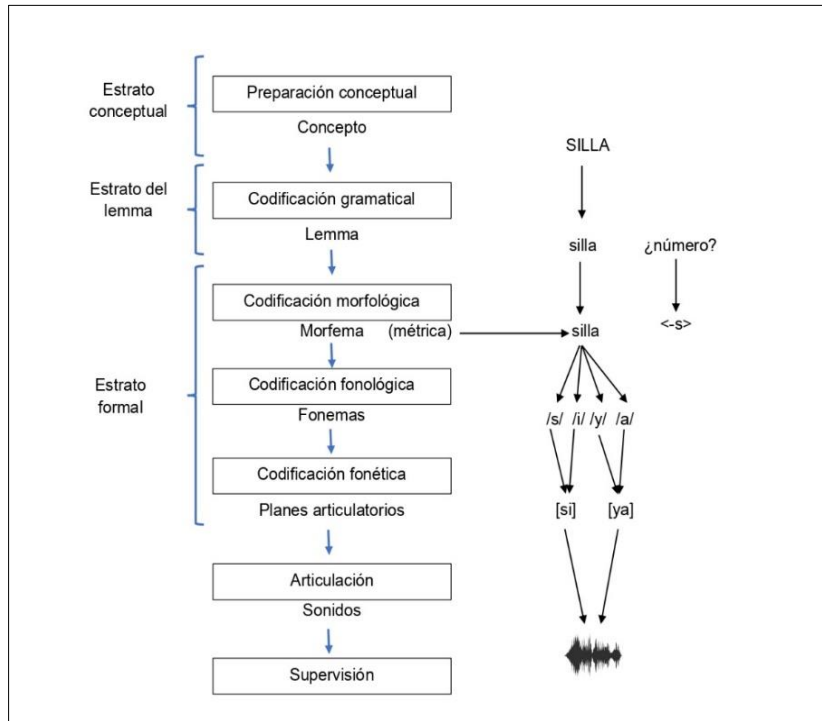 Estrato
conceptual
Preparación conceptual
Concepto
SILLA
Estrato del
lemma
Codificación gramatical
Lemma
silla
¿número?
Codificación morfológica
Morfema (métrica)
silla
<-s>
Estrato
formal
Codificación fonológica
Fonemas
/s/ /i/ /y/ /a/
Codificación fonética
Planes articulatorios
[si] [ya]
Articulación
Sonidos
Supervisión